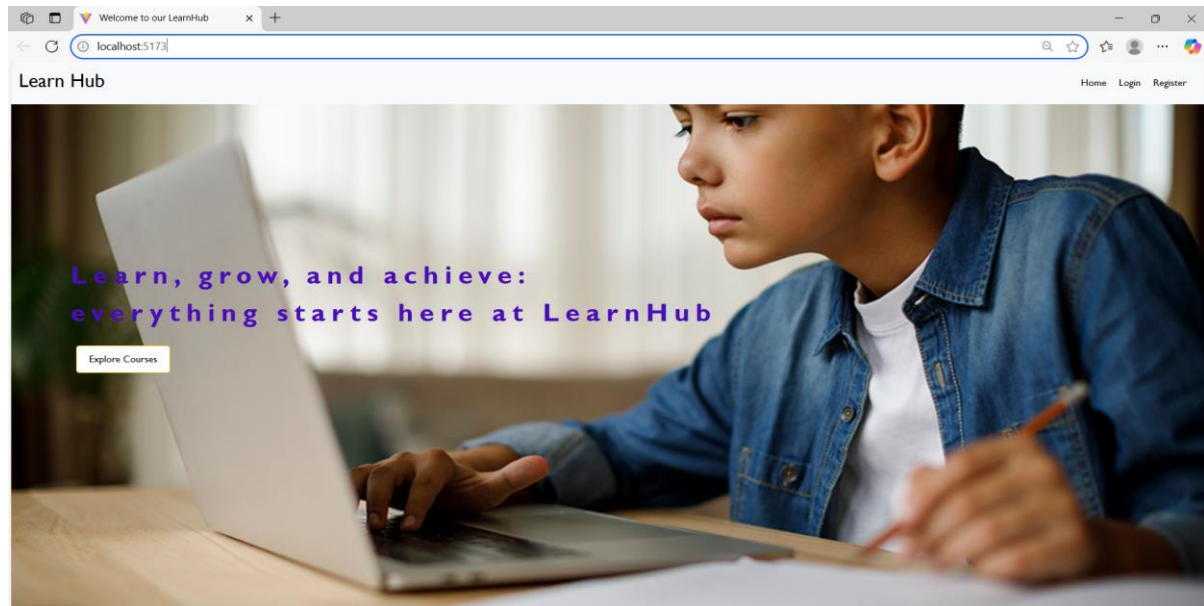 Welcome to our LearnHub
localhost:5173
Learn Hub
Home Login Register
Learn, grow, and achieve:
everything starts here at LearnHub
Explore Courses